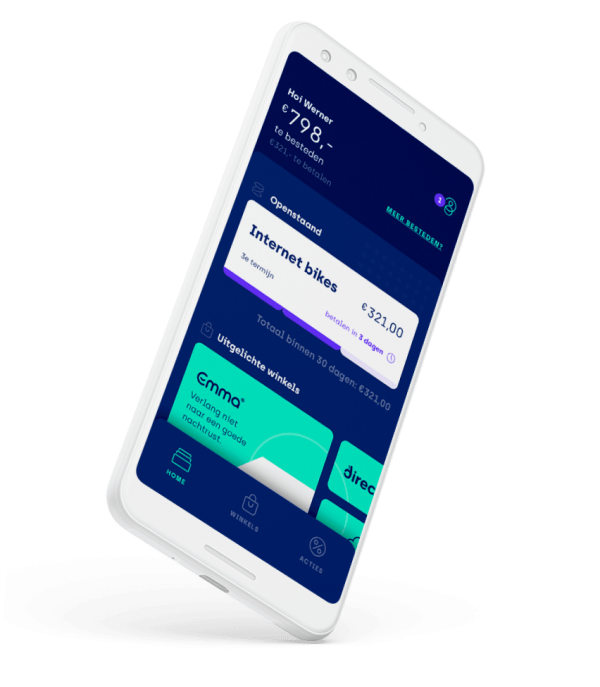 Hoi Werner
€798,-
te besteden
€321,- te betalen
1
MEER BESTEDEN?
Openstaand
Internet bikes
€321,00
3e termijn
betalen in 3 dagen
Totaal binnen 30 dagen: €321,00
Uitgelichte winkels
emma®
Verlang niet
naar een goede
nachtrust.
direc
HOME
WINKELS
ACTIES